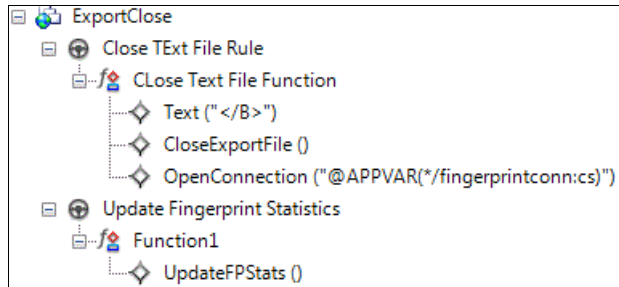 ExportClose
Close TExt File Rule
CLose Text File Function
Text ("</B>")
CloseExportFile ()
OpenConnection ("@APPVAR(*/fingerprintconn:cs)")
Update Fingerprint Statistics
Function1
UpdateFPStats ()